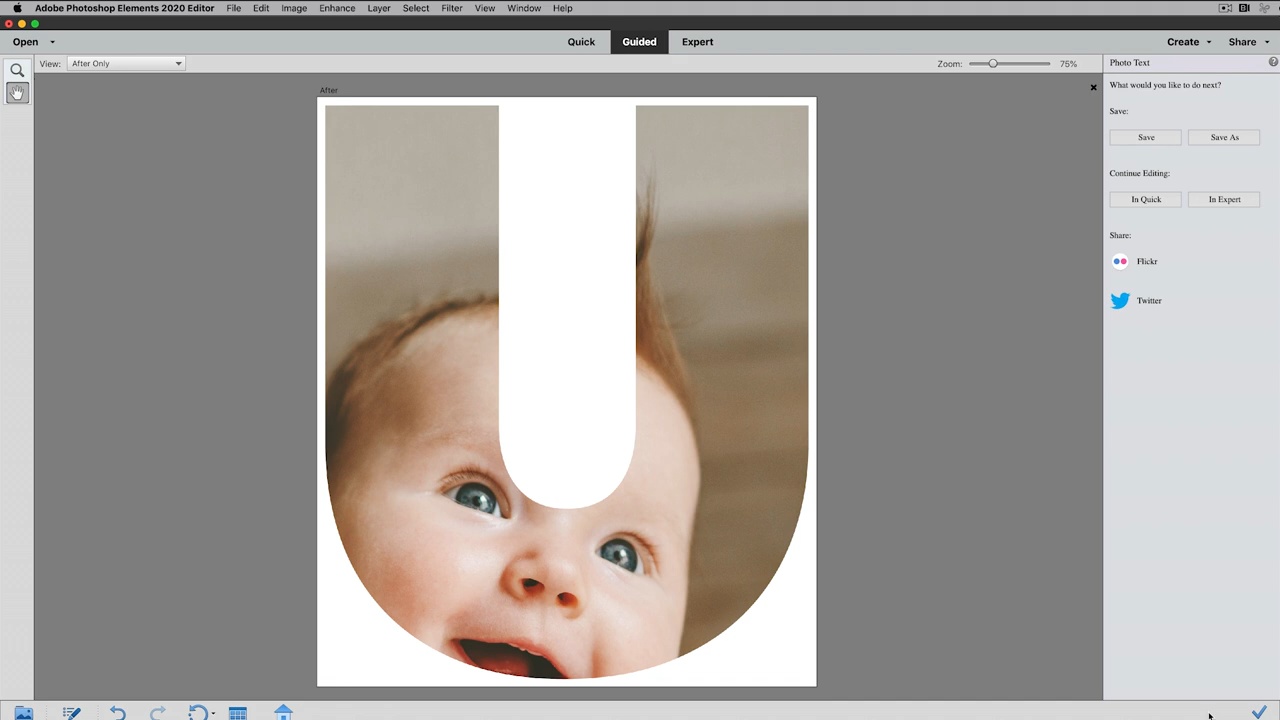 Adobe Photoshop Elements 2020 Editor File Edit Image Enhance Layer Select Filter View Window Help
Open Quick Guided Expert Create Share
View: After Only Zoom: 75% Photo Text
After
What would you like to do next?
Save:
Save Save As
Continue Editing:
In Quick In Expert
Share:
Flickr
Twitter
U